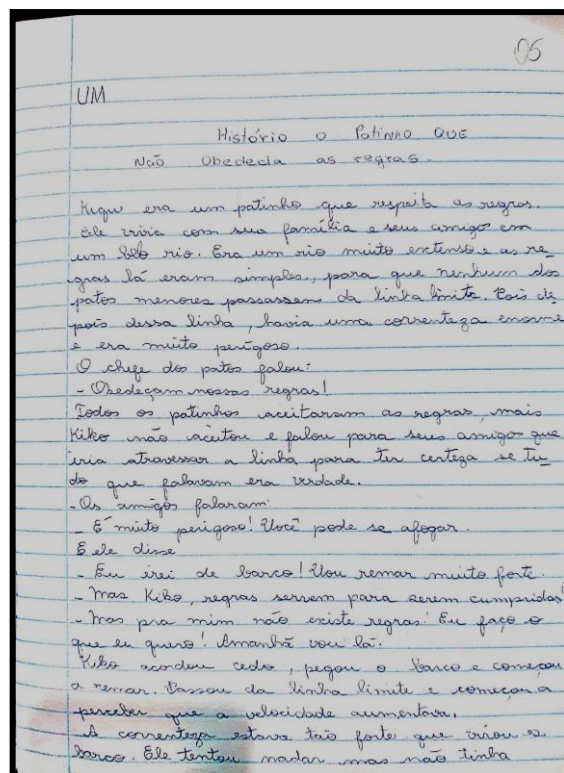 05
UM
História o Patinho QUE
Não Obedecia as regras.
Kiqu era um patinho que respeita as regras.
Ele vivia com sua família e seus amigos em
um belo rio. Era um rio muito extenso e as re-
gras lá eram simples, para que nenhum dos
patos menores passassem da linha limite. Pois de-
pois dessa linha, havia uma correnteza enorme
e era muito perigoso.
O chefe dos patos falou:
- Obedeçam nossas regras!
Todos os patinhos aceitaram as regras, mais
Kiko não aceitou e falou para seus amigos que
iria atravessar a linha para ter certeza se tu-
do que falavam era verdade.
- Os amigos falaram:
- É muito perigoso! Você pode se afogar.
E ele disse
- Eu irei de barco! Vou remar muito forte.
- Mas Kiko, regras servem para serem cumpridas!
- Mas pra mim não existe regras! Eu faço o
que eu quero! Amanhã vou lá.
Kiko acordou cedo, pegou o barco e começou
a remar. Passou da linha limite e começou a
perceber que a velocidade aumentava.
A correnteza estava tão forte que virou o
barco. Ele tentou nadar mas não tinha